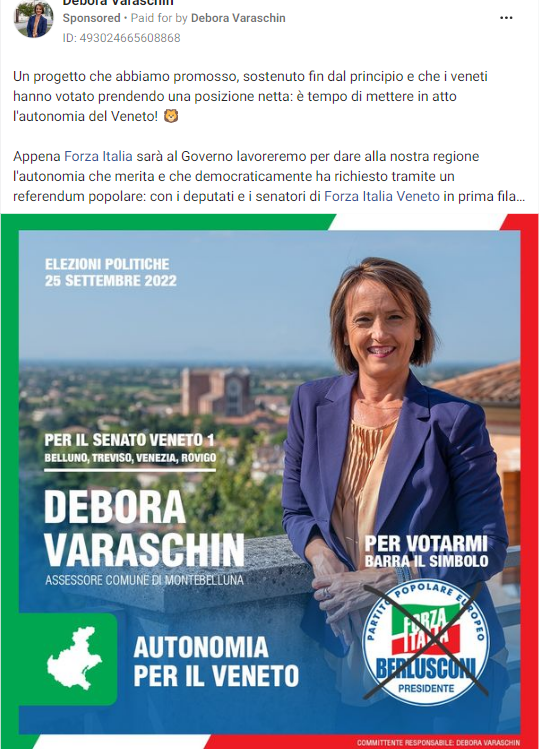 Debora Varaschin
Sponsored • Paid for by Debora Varaschin
ID: 493024665608868
Un progetto che abbiamo promosso, sostenuto fin dal principio e che i veneti
hanno votato prendendo una posizione netta: è tempo di mettere in atto
l'autonomia del Veneto! 🦁
Appena Forza Italia sarà al Governo lavoreremo per dare alla nostra regione
l'autonomia che merita e che democraticamente ha richiesto tramite un
referendum popolare: con i deputati e i senatori di Forza Italia Veneto in prima fila...
ELEZIONI POLITICHE
25 SETTEMBRE 2022
PER IL SENATO VENETO 1
BELLUNO, TREVISO, VENEZIA, ROVIGO
DEBORA
VARASCHIN
ASSESSORE COMUNE DI MONTEBELLUNA
PER VOTARMI
BARRA IL SIMBOLO
PARTITO POPOLARE EUROPEO
FORZA
ITALIA
BERLUSCONI
PRESIDENTE
AUTONOMIA
PER IL VENETO
COMMITTENTE RESPONSABILE: DEBORA VARASCHIN